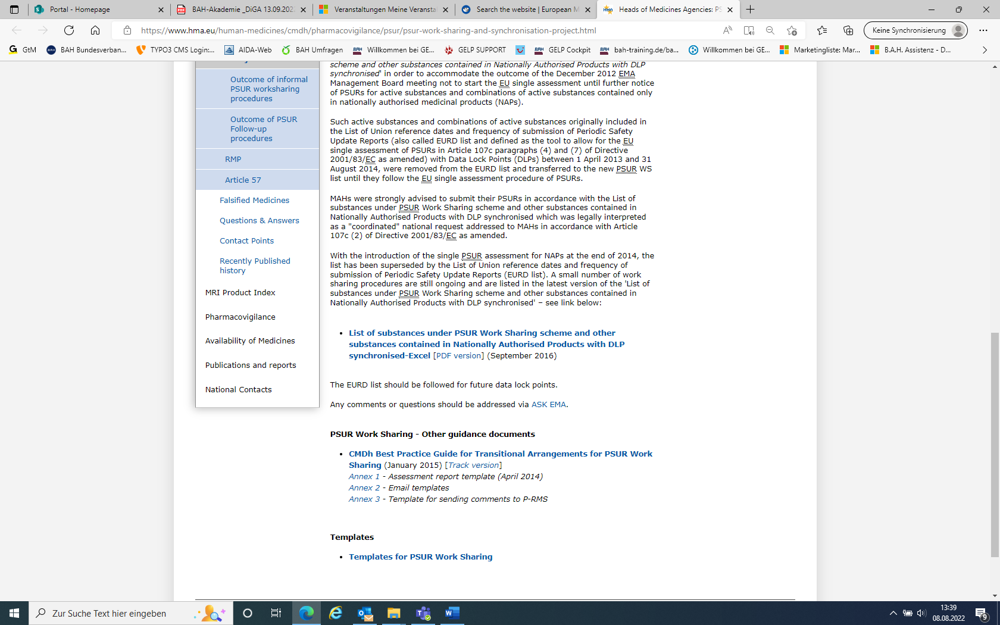 Portal - Homepage
BAH-Akademie _DiGA 13.09.202
Veranstaltungen Meine Veransta
Search the website | European M
Heads of Medicines Agencies: PS
https://www.hma.eu/human-medicines/cmdh/pharmacovigilance/psur/psur-work-sharing-and-synchronisation-project.html
Keine Synchronisierung
GtM
BAH Bundesverban...
TYPO3 CMS Login:...
AIDA-Web
BAH Umfragen
Willkommen bei GE...
GELP SUPPORT
GELP Cockpit
bah-training.de/ba...
Willkommen bei GE...
Marketingliste: Mar...
B.A.H. Assistenz - D...
Outcome of informal
PSUR worksharing
procedures
Outcome of PSUR
Follow-up
procedures
RMP
Article 57
Falsified Medicines
Questions & Answers
Contact Points
Recently Published
history
MRI Product Index
Pharmacovigilance
Availability of Medicines
Publications and reports
National Contacts
scheme and other substances contained in Nationally Authorised Products with DLP
synchronised' in order to accommodate the outcome of the December 2012 EMA
Management Board meeting not to start the EU single assessment until further notice
of PSURs for active substances and combinations of active substances contained only
in nationally authorised medicinal products (NAPs).
Such active substances and combinations of active substances originally included in
the List of Union reference dates and frequency of submission of Periodic Safety
Update Reports (also called EURD list and defined as the tool to allow for the EU
single assessment of PSURs in Article 107c paragraphs (4) and (7) of Directive
2001/83/EC as amended) with Data Lock Points (DLPs) between 1 April 2013 and 31
August 2014, were removed from the EURD list and transferred to the new PSUR WS
list until they follow the EU single assessment procedure of PSURs.
MAHs were strongly advised to submit their PSURs in accordance with the List of
substances under PSUR Work Sharing scheme and other substances contained in
Nationally Authorised Products with DLP synchronised which was legally interpreted
as a "coordinated" national request addressed to MAHs in accordance with Article
107c (2) of Directive 2001/83/EC as amended.
With the introduction of the single PSUR assessment for NAPs at the end of 2014, the
list has been superseded by the List of Union reference dates and frequency of
submission of Periodic Safety Update Reports (EURD list). A small number of work
sharing procedures are still ongoing and are listed in the latest version of the 'List of
substances under PSUR Work Sharing scheme and other substances contained in
Nationally Authorised Products with DLP synchronised' – see link below:
• List of substances under PSUR Work Sharing scheme and other
substances contained in Nationally Authorised Products with DLP
synchronised-Excel [PDF version] (September 2016)
The EURD list should be followed for future data lock points.
Any comments or questions should be addressed via ASK EMA.
PSUR Work Sharing - Other guidance documents
• CMDh Best Practice Guide for Transitional Arrangements for PSUR Work
Sharing (January 2015) [Track version]
Annex 1 - Assessment report template (April 2014)
Annex 2 - Email templates
Annex 3 - Template for sending comments to P-RMS
Templates
• Templates for PSUR Work Sharing
Zur Suche Text hier eingeben
13:39
08.08.2022
9